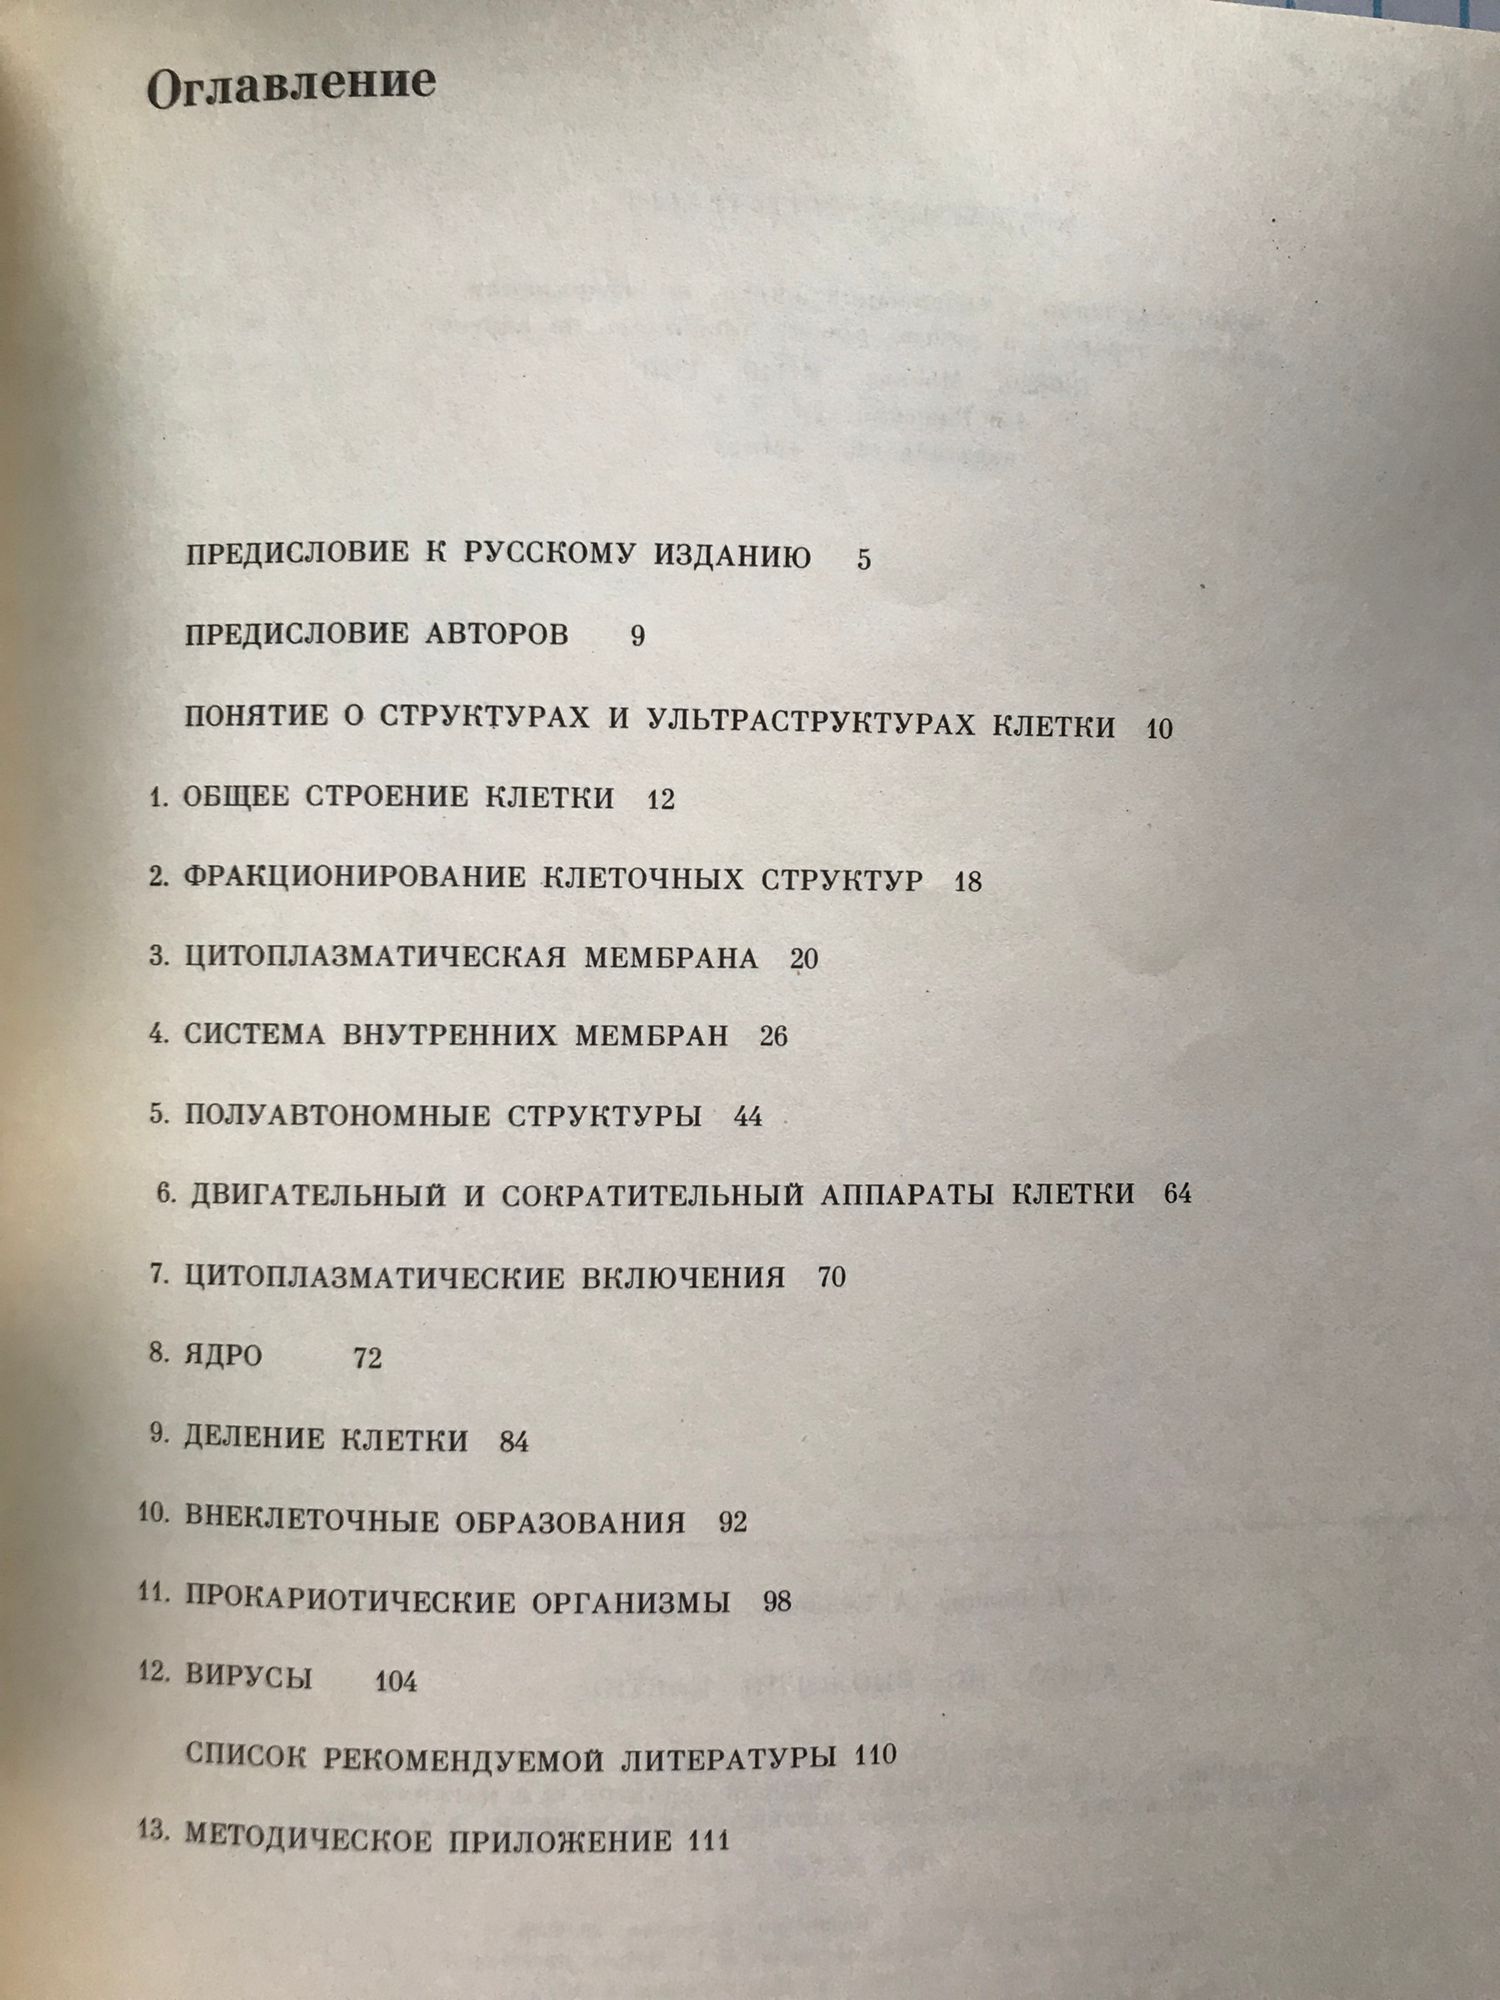 Оглавление
ПРЕДИСЛОВИЕ К РУССКОМУ ИЗДАНИЮ 5
ПРЕДИСЛОВИЕ АВТОРОВ 9
ПОНЯТИЕ О СТРУКТУРАХ И УЛЬТРАСТРУКТУРАХ КЛЕТКИ 10
1. ОБЩЕЕ СТРОЕНИЕ КЛЕТКИ 12
2. ФРАКЦИОНИРОВАНИЕ КЛЕТОЧНЫХ СТРУКТУР 18
3. ЦИТОПЛАЗМАТИЧЕСКАЯ МЕМБРАНА 20
4. СИСТЕМА ВНУТРЕННИХ МЕМБРАН 26
5. ПОЛУАВТОНОМНЫЕ СТРУКТУРЫ 44
6. ДВИГАТЕЛЬНЫЙ И СОКРАТИТЕЛЬНЫЙ АППАРАТЫ КЛЕТКИ 64
7. ЦИТОПЛАЗМАТИЧЕСКИЕ ВКЛЮЧЕНИЯ 70
8. ЯДРО 72
9. ДЕЛЕНИЕ КЛЕТКИ 84
10. ВНЕКЛЕТОЧНЫЕ ОБРАЗОВАНИЯ 92
11. ПРОКАРИОТИЧЕСКИЕ ОРГАНИЗМЫ 98
12. ВИРУСЫ 104
СПИСОК РЕКОМЕНДУЕМОЙ ЛИТЕРАТУРЫ 110
13. МЕТОДИЧЕСКОЕ ПРИЛОЖЕНИЕ 111